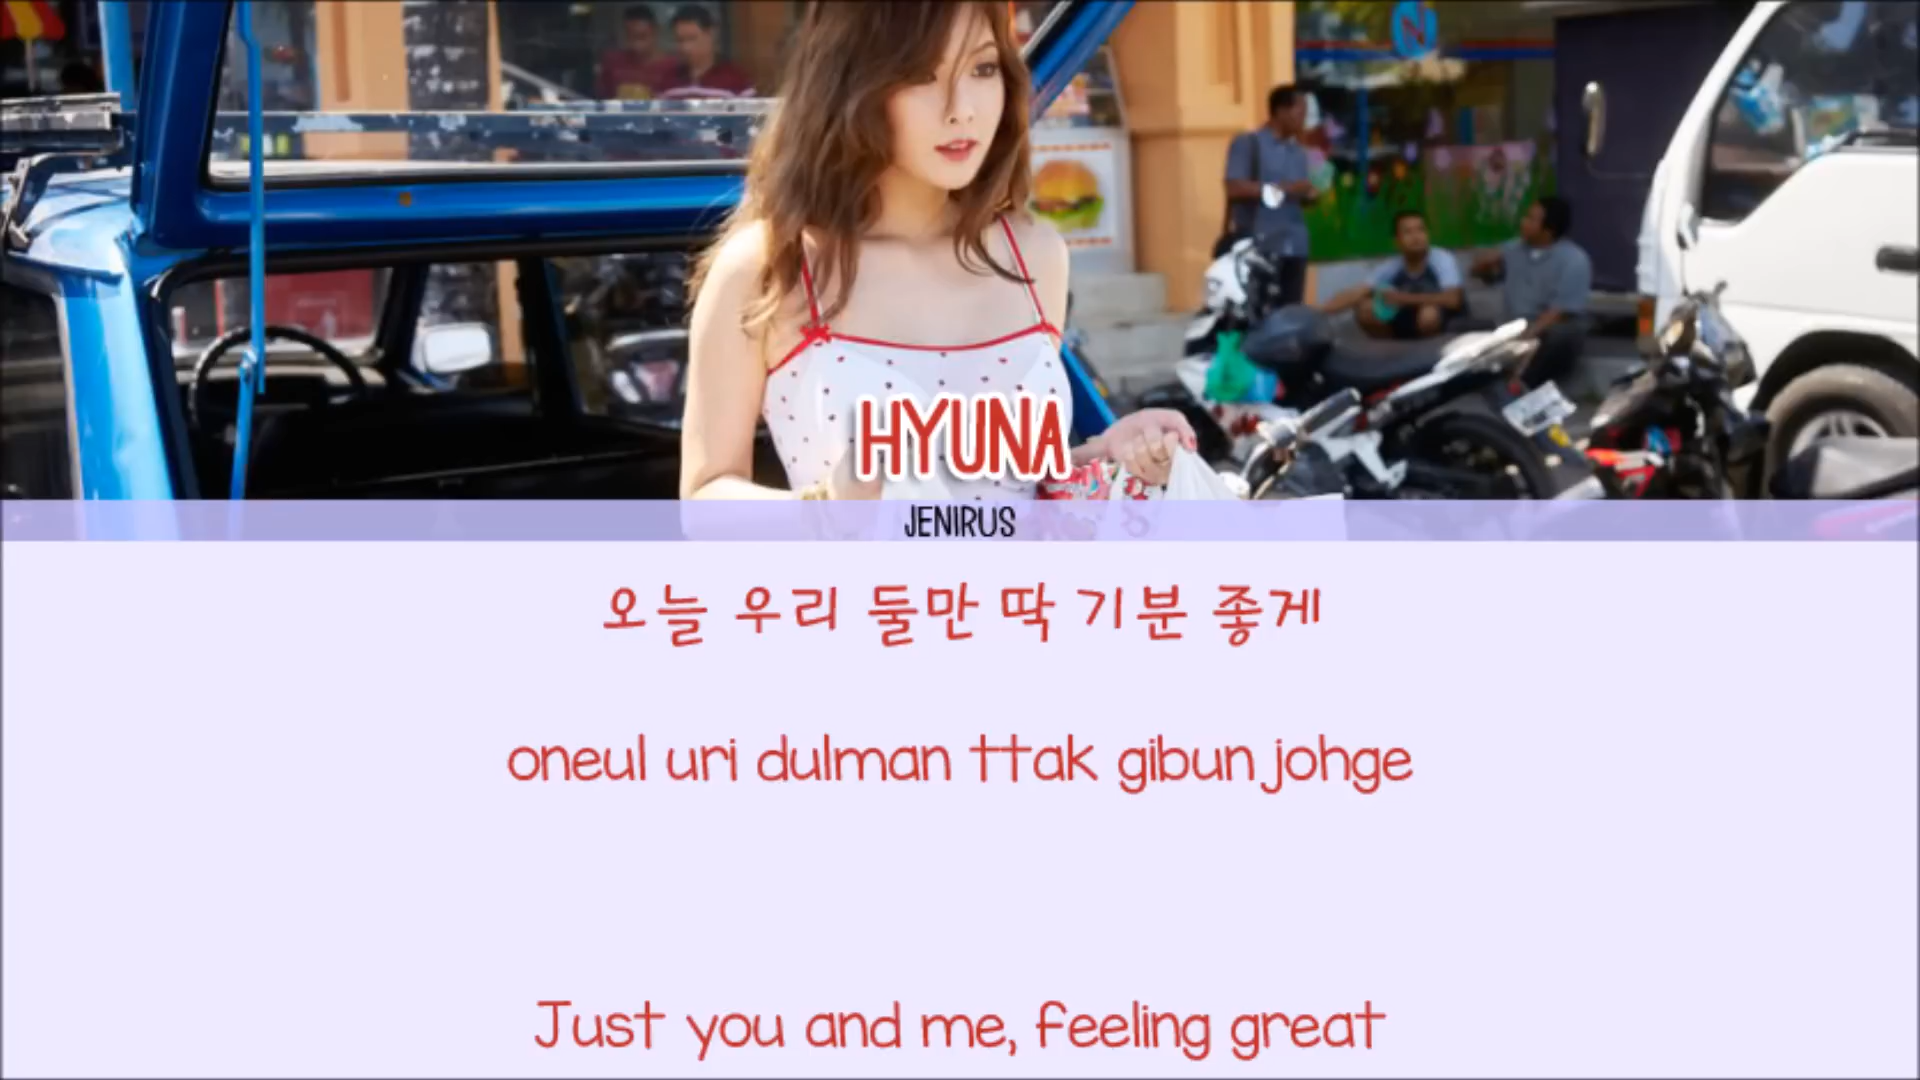 HYUNA
JENIRUS
오늘 우리 둘만 딱 기분 좋게
oneul uri dulman ttak gibun johge
Just you and me, feeling great